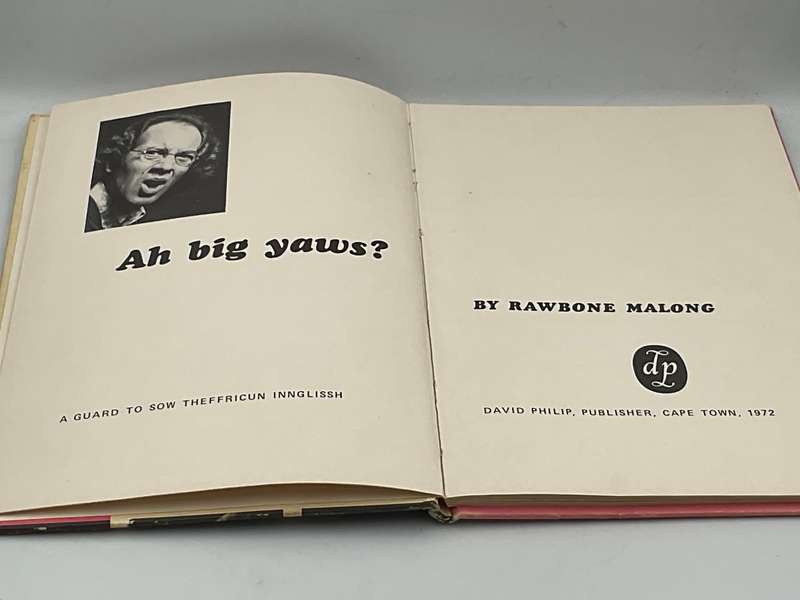 Ah big yaws?
A GUARD TO SOW THEFFRICUN INNGLISSH
BY RAWBONE MALONG
dp
DAVID PHILIP, PUBLISHER, CAPE TOWN, 1972